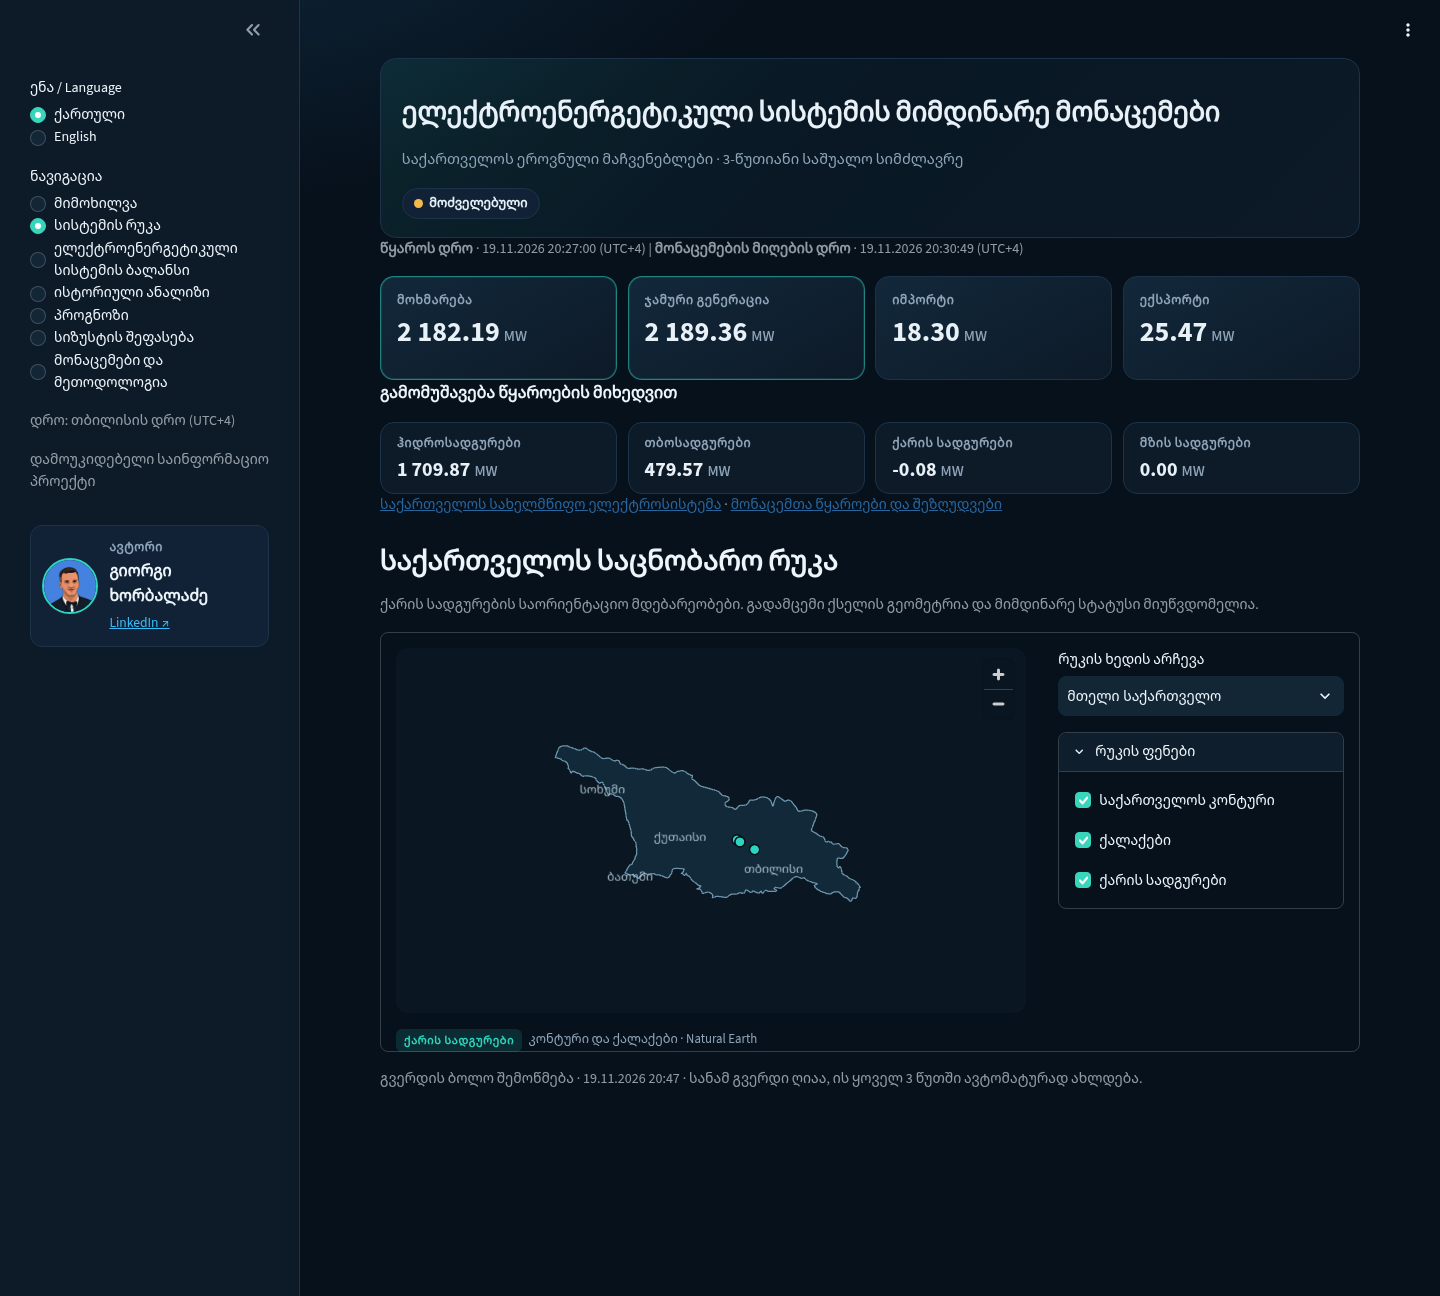 ენა / Language
ქართული
English
ნავიგაცია
მიმოხილვა
სისტემის რუკა
ელექტროენერგეტიკული
სისტემის ბალანსი
ისტორიული ანალიზი
პროგნოზი
სიზუსტის შეფასება
მონაცემები და
მეთოდოლოგია
დრო: თბილისის დრო (UTC+4)
დამოუკიდებელი საინფორმაციო
პროექტი
ავტორი
გიორგი
ხორბალაძე
LinkedIn ↗
ელექტროენერგეტიკული სისტემის მიმდინარე მონაცემები
საქართველოს ეროვნული მაჩვენებლები · 3-წუთიანი საშუალო სიმძლავრე
მოძველებული
წყაროს დრო · 19.11.2026 20:27:00 (UTC+4) | მონაცემების მიღების დრო · 19.11.2026 20:30:49 (UTC+4)
მოხმარება
2 182.19 MW
ჯამური გენერაცია
2 189.36 MW
იმპორტი
18.30 MW
ექსპორტი
25.47 MW
გამომუშავება წყაროების მიხედვით
ჰიდროსადგურები
1 709.87 MW
თბოსადგურები
479.57 MW
ქარის სადგურები
-0.08 MW
მზის სადგურები
0.00 MW
საქართველოს სახელმწიფო ელექტროსისტემა · მონაცემთა წყაროები და შეზღუდვები
საქართველოს საცნობარო რუკა
ქარის სადგურების საორიენტაციო მდებარეობები. გადამცემი ქსელის გეომეტრია და მიმდინარე სტატუსი მიუწვდომელია.
სოხუმი
ქუთაისი
ბათუმი
თბილისი
რუკის ხედის არჩევა
მთელი საქართველო
რუკის ფენები
საქართველოს კონტური
ქალაქები
ქარის სადგურები
ქარის სადგურები კონტური და ქალაქები · Natural Earth
გვერდის ბოლო შემოწმება · 19.11.2026 20:47 · სანამ გვერდი ღიაა, ის ყოველ 3 წუთში ავტომატურად ახლდება.